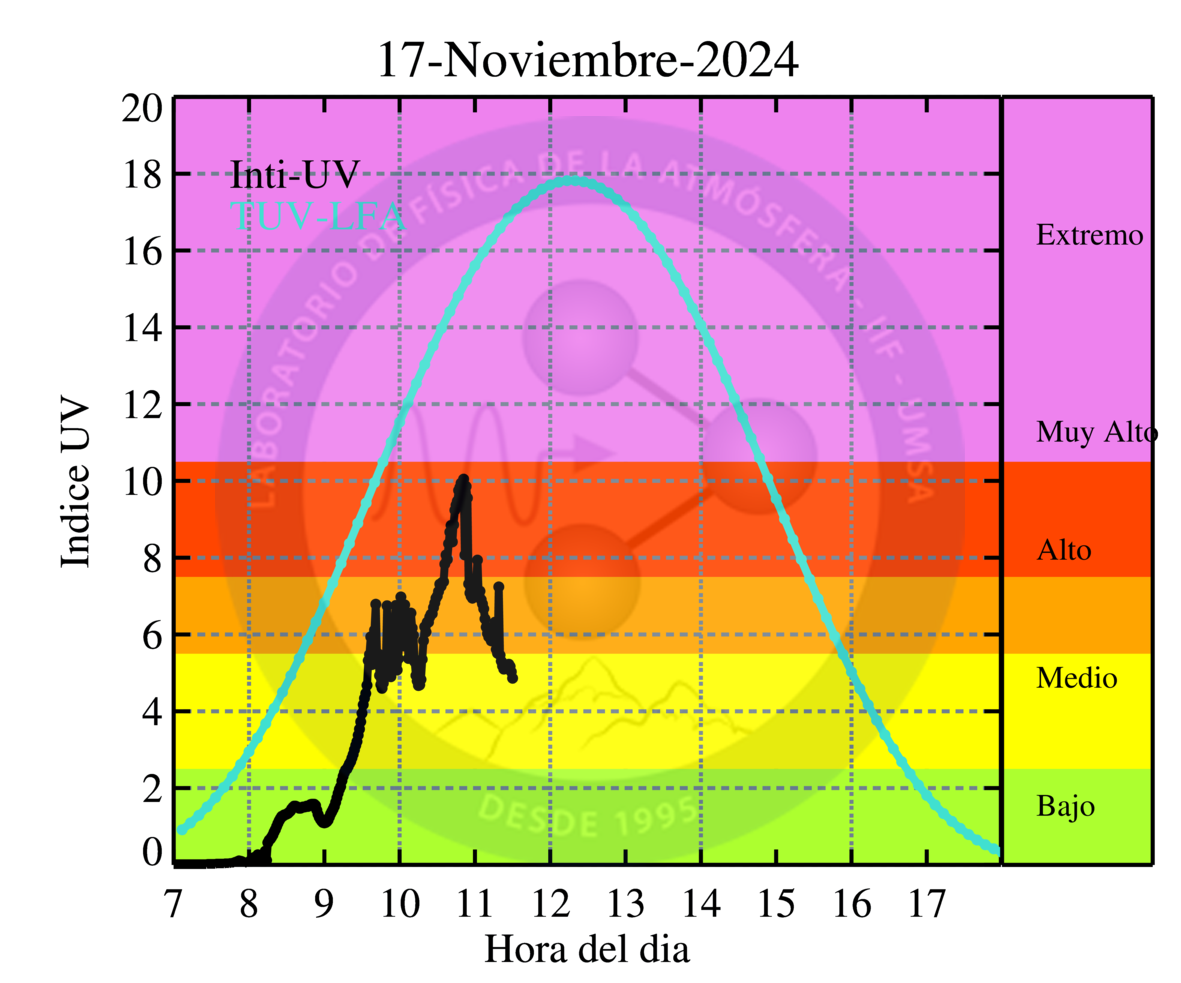 17-Noviembre-2024
20
18
16
14
12
10
8
6
4
2
0
Indice UV
Inti-UV
TUV-LFA
LABORATORIO DE FÍSICA DE LA ATMÓSFERA - IIF - UMSA
DESDE 1995
Extremo
Muy Alto
Alto
Medio
Bajo
7 8 9 10 11 12 13 14 15 16 17
Hora del dia